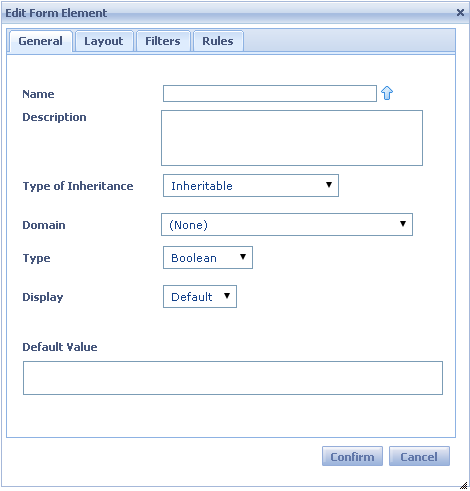 Edit Form Element
General Layout Filters Rules
Name
Description
Type of Inheritance Inheritable
Domain (None)
Type Boolean
Display Default
Default Value
Confirm Cancel